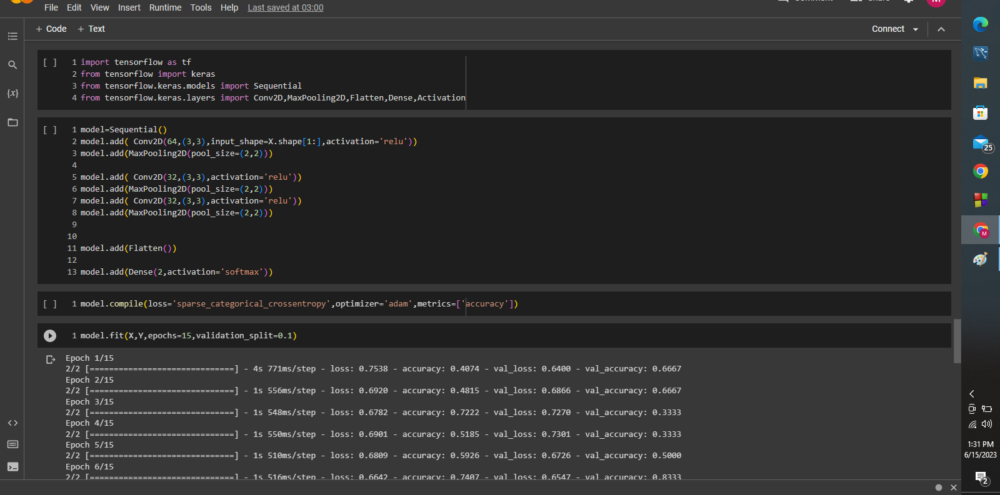 File Edit View Insert Runtime Tools Help Last saved at 03:00
+ Code + Text
Connect
[ ] 1 import tensorflow as tf
2 from tensorflow import keras
3 from tensorflow.keras.models import Sequential
4 from tensorflow.keras.layers import Conv2D,MaxPooling2D,Flatten,Dense,Activation
[ ] 1 model=Sequential()
2 model.add( Conv2D(64,(3,3),input_shape=X.shape[1:],activation='relu'))
3 model.add(MaxPooling2D(pool_size=(2,2)))
4
5 model.add( Conv2D(32,(3,3),activation='relu'))
6 model.add(MaxPooling2D(pool_size=(2,2)))
7 model.add( Conv2D(32,(3,3),activation='relu'))
8 model.add(MaxPooling2D(pool_size=(2,2)))
9
10
11 model.add(Flatten())
12
13 model.add(Dense(2,activation='softmax'))
[ ] 1 model.compile(loss='sparse_categorical_crossentropy',optimizer='adam',metrics=['accuracy'])
1 model.fit(X,Y,epochs=15,validation_split=0.1)
Epoch 1/15
2/2 [==============================] - 4s 771ms/step - loss: 0.7538 - accuracy: 0.4074 - val_loss: 0.6400 - val_accuracy: 0.6667
Epoch 2/15
2/2 [==============================] - 1s 556ms/step - loss: 0.6920 - accuracy: 0.4815 - val_loss: 0.6866 - val_accuracy: 0.6667
Epoch 3/15
2/2 [==============================] - 1s 548ms/step - loss: 0.6782 - accuracy: 0.7222 - val_loss: 0.7270 - val_accuracy: 0.3333
Epoch 4/15
2/2 [==============================] - 1s 550ms/step - loss: 0.6901 - accuracy: 0.5185 - val_loss: 0.7301 - val_accuracy: 0.3333
Epoch 5/15
2/2 [==============================] - 1s 510ms/step - loss: 0.6809 - accuracy: 0.5926 - val_loss: 0.6726 - val_accuracy: 0.5000
Epoch 6/15
2/2 [==============================] - 1s 516ms/step - loss: 0.6642 - accuracy: 0.7407 - val_loss: 0.6547 - val_accuracy: 0.8333
{x}
25
M
1:31 PM
6/15/2023
2